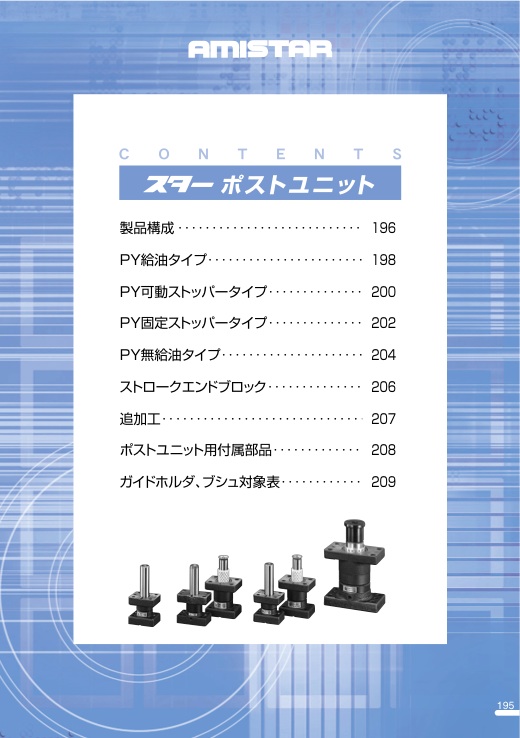 AMISTAR
CONTENTS
スター ポストユニット
製品構成 ··························· 196
PY給油タイプ······················· 198
PY可動ストッパータイプ·············· 200
PY固定ストッパータイプ·············· 202
PY無給油タイプ····················· 204
ストロークエンドブロック·············· 206
追加工····························· 207
ポストユニット用付属部品············· 208
ガイドホルダ、ブシュ対象表············ 209
195